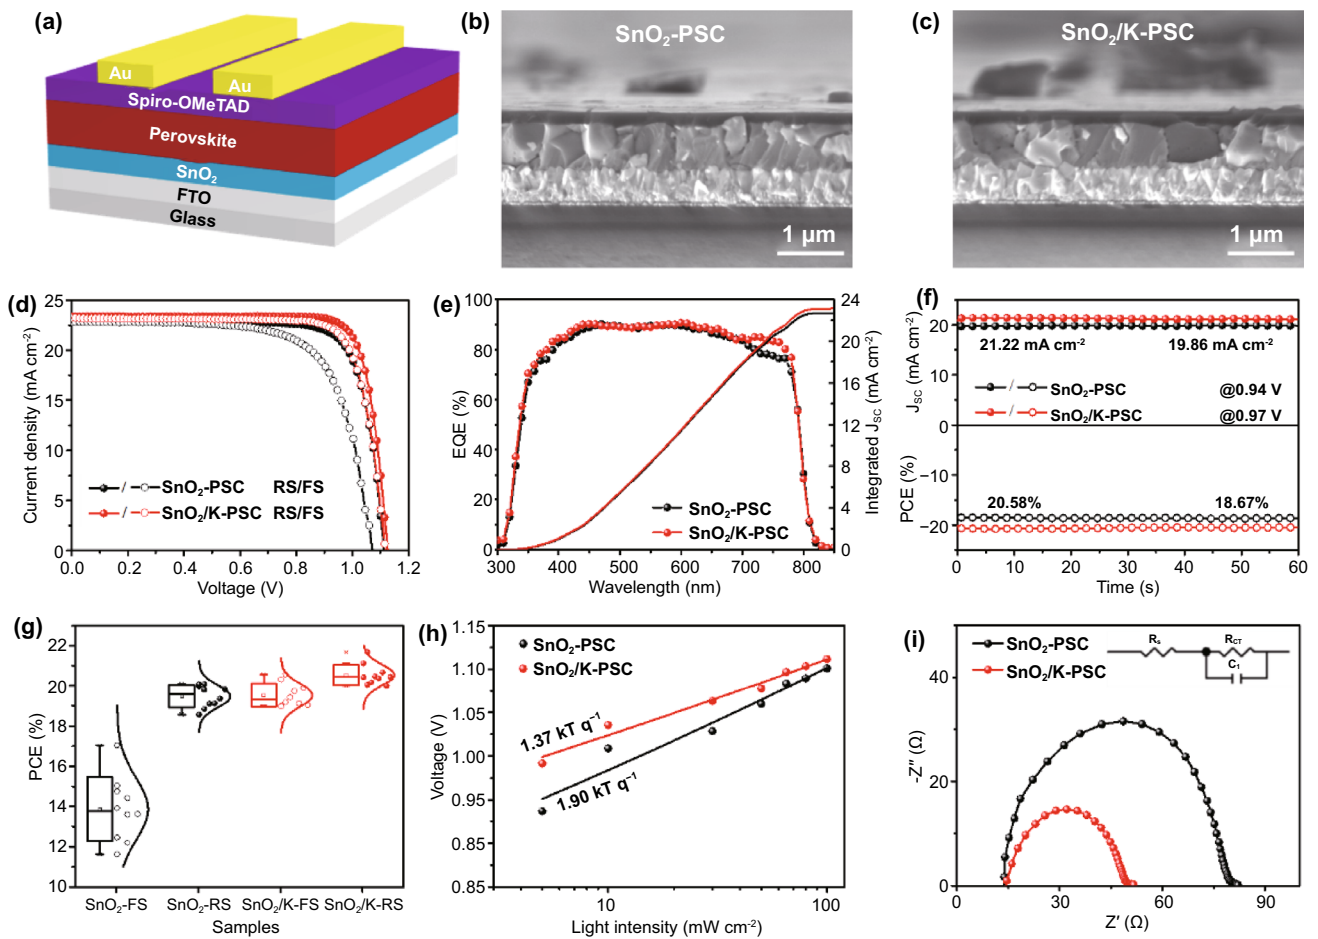 (a)
Au
Au
Spiro-OMeTAD
Perovskite
SnO₂
FTO
Glass
(b)
SnO₂-PSC
1 µm
(c)
SnO₂/K-PSC
1 µm
(d)
25
20
15
10
5
0
Current density (mA cm⁻²)
SnO₂-PSC RS/FS
SnO₂/K-PSC RS/FS
0.0 0.2 0.4 0.6 0.8 1.0 1.2
Voltage (V)
(e)
100
80
60
40
20
0
EQE (%)
24
20
16
12
8
4
0
Integrated J_SC (mA cm⁻²)
SnO₂-PSC
SnO₂/K-PSC
300 400 500 600 700 800
Wavelength (nm)
(f)
20
10
0
−10
−20
J_SC (mA cm⁻²)
PCE (%)
21.22 mA cm⁻² 19.86 mA cm⁻²
/ SnO₂-PSC @0.94 V
/ SnO₂/K-PSC @0.97 V
20.58% 18.67%
0 10 20 30 40 50 60
Time (s)
(g)
22
20
18
16
14
12
10
PCE (%)
SnO₂-FS SnO₂-RS SnO₂/K-FS SnO₂/K-RS
Samples
(h)
1.15
1.10
1.05
1.00
0.95
0.85
0.85
Voltage (V)
SnO₂-PSC
SnO₂/K-PSC
1.37 kT q⁻¹
1.90 kT q⁻¹
10 100
Light intensity (mW cm⁻²)
(i)
40
20
0
-Z″ (Ω)
SnO₂-PSC
SnO₂/K-PSC
R_s
R_CT
C₁
0 30 60 90
Z′ (Ω)